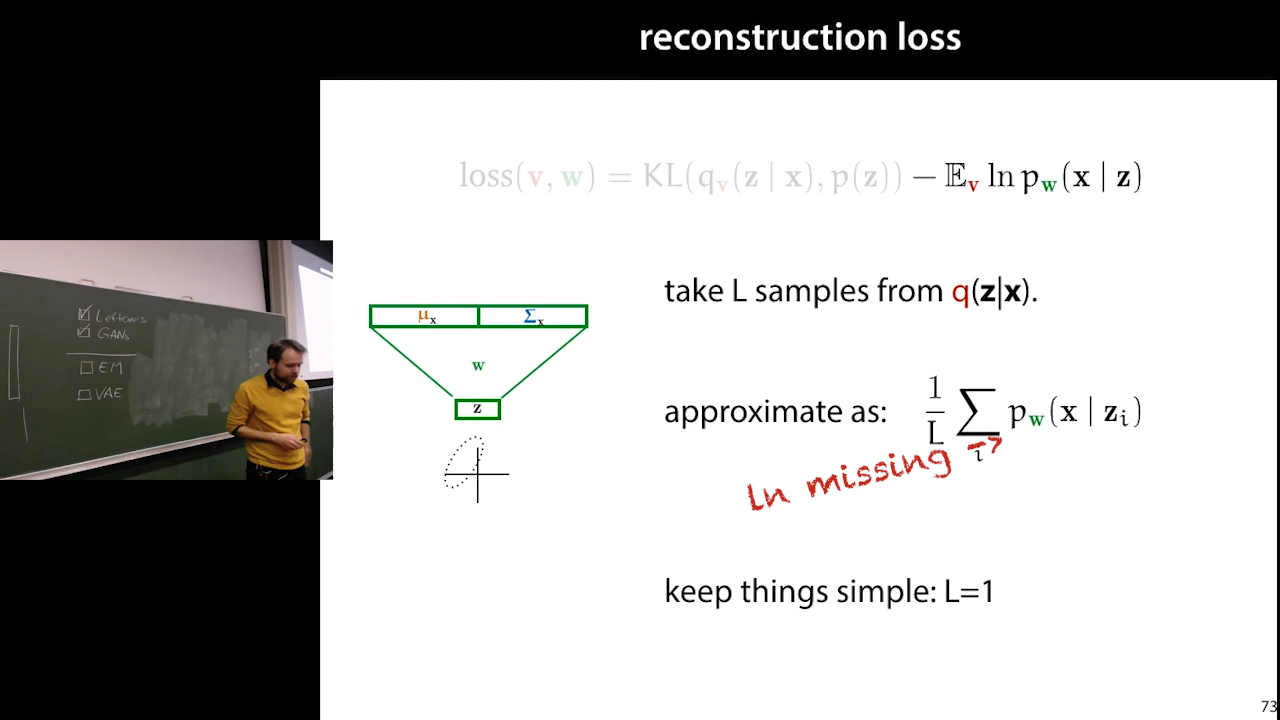 reconstruction loss
loss(v, w) = KL(q_v(z | x), p(z)) − 𝔼_v ln p_w(x | z)
take L samples from q(z|x).
μ_x Σ_x
w
z
approximate as: 1/L ∑_i p_w(x | z_i)
ln missing →
keep things simple: L=1
Leftovers
GANs
EM
VAE
73